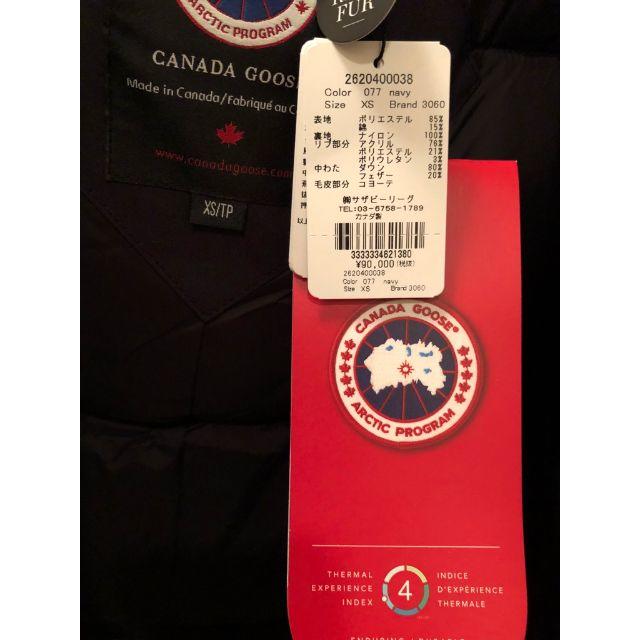 ARCTIC PROGRAM
CANADA GOOSE
Made in Canada/Fabriqué au
www.canadagoose.com
XS/TP
FUR
2620400038
Color 077 navy
Size XS Brand 3060
表地 ポリエステル 85%
綿 15%
裏地 ナイロン 100%
リブ部分 アクリル 76%
ポリエステル 21%
ポリウレタン 3%
中わた ダウン 80%
フェザー 20%
毛皮部分 コヨーテ
㈱サザビーリーグ
TEL:03-6758-1789
カナダ製
3333334821380
¥90,000(税抜)
2620400038
Color 077 navy
Size XS Brand 3060
CANADA GOOSE®
ARCTIC PROGRAM
THERMAL EXPERIENCE INDEX
4
INDICE D'EXPÉRIENCE THERMALE